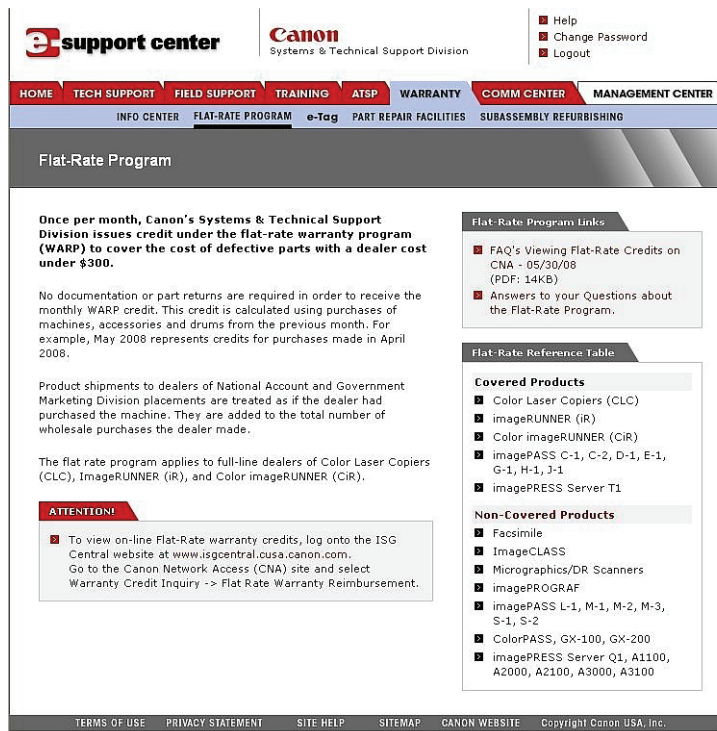 e-support center
Canon
Systems & Technical Support Division
Help
Change Password
Logout
HOME TECH SUPPORT FIELD SUPPORT TRAINING ATSP WARRANTY COMM CENTER MANAGEMENT CENTER
INFO CENTER FLAT-RATE PROGRAM e-Tag PART REPAIR FACILITIES SUBASSEMBLY REFURBISHING
Flat-Rate Program
Once per month, Canon's Systems & Technical Support
Division issues credit under the flat-rate warranty program
(WARP) to cover the cost of defective parts with a dealer cost
under $300.
No documentation or part returns are required in order to receive the
monthly WARP credit. This credit is calculated using purchases of
machines, accessories and drums from the previous month. For
example, May 2008 represents credits for purchases made in April
2008.
Product shipments to dealers of National Account and Government
Marketing Division placements are treated as if the dealer had
purchased the machine. They are added to the total number of
wholesale purchases the dealer made.
The flat rate program applies to full-line dealers of Color Laser Copiers
(CLC), ImageRUNNER (iR), and Color imageRUNNER (CiR).
ATTENTION!
To view on-line Flat-Rate warranty credits, log onto the ISG
Central website at www.isgcentral.cusa.canon.com.
Go to the Canon Network Access (CNA) site and select
Warranty Credit Inquiry -> Flat Rate Warranty Reimbursement.
Flat-Rate Program Links
FAQ's Viewing Flat-Rate Credits on
CNA - 05/30/08
(PDF: 14KB)
Answers to your Questions about
the Flat-Rate Program.
Flat-Rate Reference Table
Covered Products
Color Laser Copiers (CLC)
imageRUNNER (iR)
Color imageRUNNER (CiR)
imagePASS C-1, C-2, D-1, E-1,
G-1, H-1, J-1
imagePRESS Server T1
Non-Covered Products
Facsimile
ImageCLASS
Micrographics/DR Scanners
imagePROGRAF
imagePASS L-1, M-1, M-2, M-3,
S-1, S-2
ColorPASS, GX-100, GX-200
imagePRESS Server Q1, A1100,
A2000, A2100, A3000, A3100
TERMS OF USE PRIVACY STATEMENT SITE HELP SITEMAP CANON WEBSITE Copyright Canon USA, Inc.